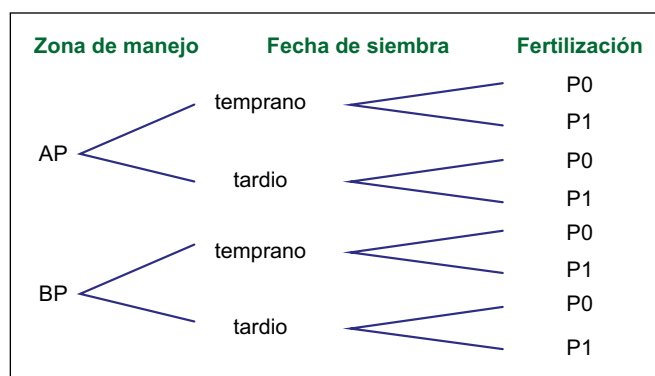 Zona de manejo Fecha de siembra Fertilización
P0
temprano
P1
AP
P0
tardio
P1
P0
temprano
P1
BP
P0
tardio
P1